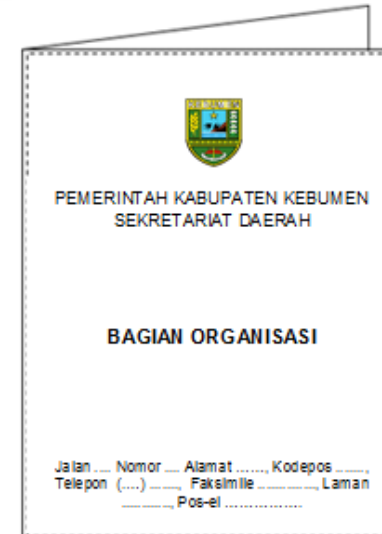 PEMERINTAH KABUPATEN KEBUMEN
SEKRETARIAT DAERAH
BAGIAN ORGANISASI
Jalan .... Nomor .... Alamat ......, Kodepos ......,
Telepon (....) ......, Faksimile ............, Laman
.........., Pos-el ................